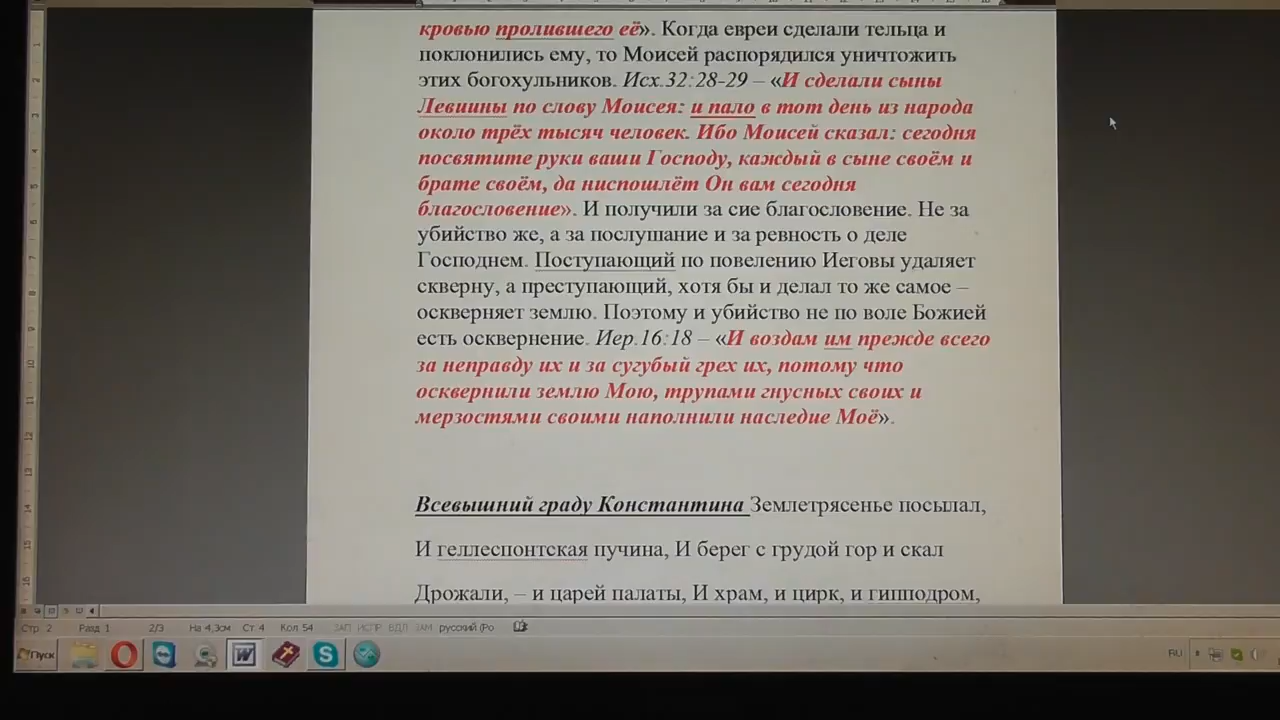 кровью пролившего её». Когда евреи сделали тельца и
поклонились ему, то Моисей распорядился уничтожить
этих богохульников. Исх.32:28-29 – «И сделали сыны
Левиины по слову Моисея: и пало в тот день из народа
около трёх тысяч человек. Ибо Моисей сказал: сегодня
посвятите руки ваши Господу, каждый в сыне своём и
брате своём, да ниспошлёт Он вам сегодня
благословение». И получили за сие благословение. Не за
убийство же, а за послушание и за ревность о деле
Господнем. Поступающий по повелению Иеговы удаляет
скверну, а преступающий, хотя бы и делал то же самое –
оскверняет землю. Поэтому и убийство не по воле Божией
есть осквернение. Иер.16:18 – «И воздам им прежде всего
за неправду их и за сугубый грех их, потому что
осквернили землю Мою, трупами гнусных своих и
мерзостями своими наполнили наследие Моё».
Всевышний граду Константина Землетрясенье посылал,
И геллеспонтская пучина, И берег с грудой гор и скал
Дрожали, – и царей палаты, И храм, и цирк, и гипподром,
Стр. 2 Разд 1 2/3 На 4,3см Ст. 4 Кол 54 ЗАП ИСПР ВДЛ ЗАМ русский (Ро
Пуск RU